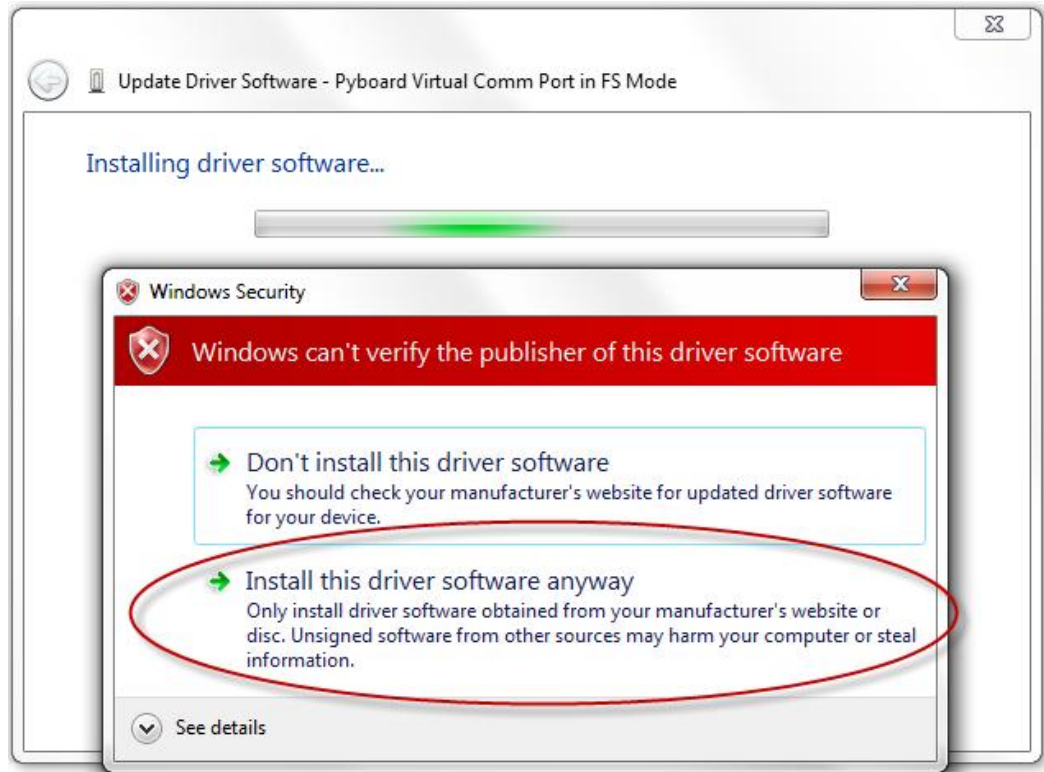 Update Driver Software - Pyboard Virtual Comm Port in FS Mode
Installing driver software...
Windows Security
Windows can't verify the publisher of this driver software
Don't install this driver software
You should check your manufacturer's website for updated driver software
for your device.
Install this driver software anyway
Only install driver software obtained from your manufacturer's website or
disc. Unsigned software from other sources may harm your computer or steal
information.
See details